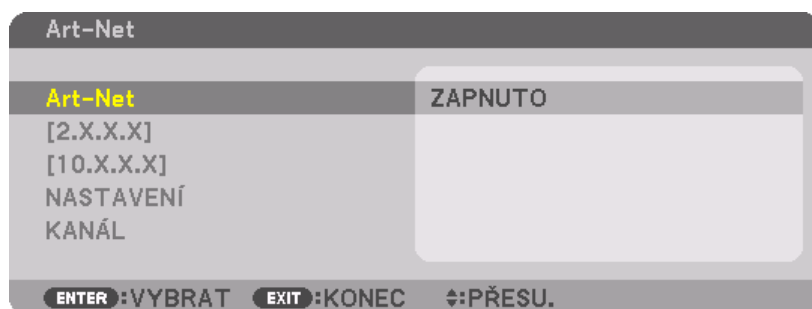 Art-Net
Art-Net ZAPNUTO
[2.X.X.X]
[10.X.X.X]
NASTAVENÍ
KANÁL
ENTER:VYBRAT EXIT:KONEC ♦:PŘESU.